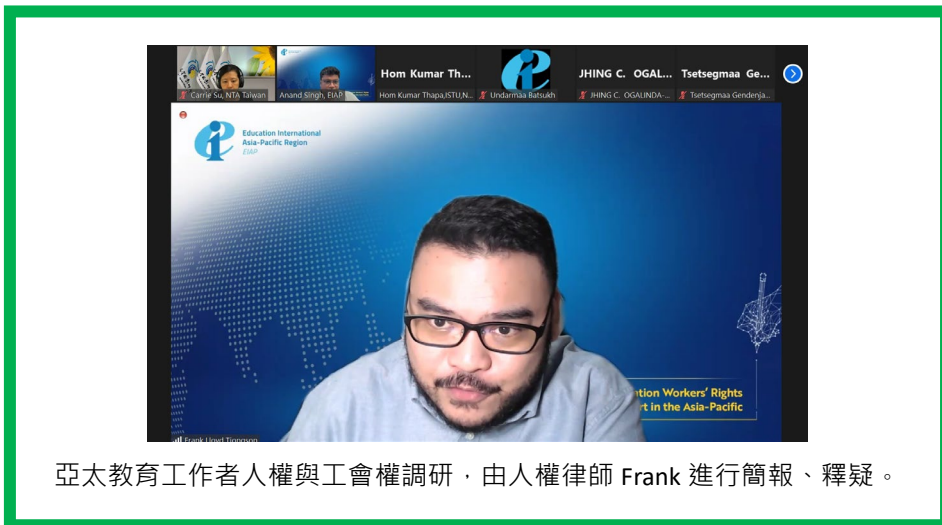 Hom Kumar Th...
JHING C. OGAL...
Tsetsegmaa Ge...
Carrie Su, NTA Taiwan
Anand Singh, EIAP
Hom Kumar Thapa,ISTU,N...
Undarmaa Batsukh
JHING C. OGALINDA-...
Tsetsegmaa Gendenja...
Education International
Asia-Pacific Region
EIAP
tion Workers' Rights
rt in the Asia-Pacific
Frank Lloyd Tiongson
亞太教育工作者人權與工會權調研，由人權律師 Frank 進行簡報、釋疑。